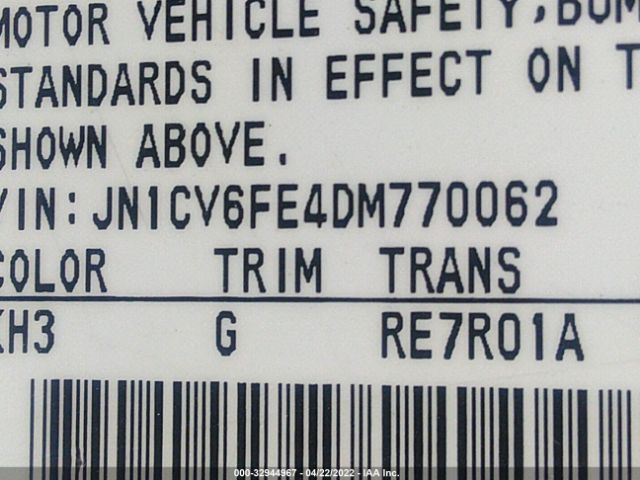 MOTOR VEHICLE SAFETY, BUM
STANDARDS IN EFFECT ON T
SHOWN ABOVE.
VIN: JN1CV6FE4DM770062
COLOR TRIM TRANS
KH3 G RE7R01A
000-32944967 - 04/22/2022 - IAA Inc.